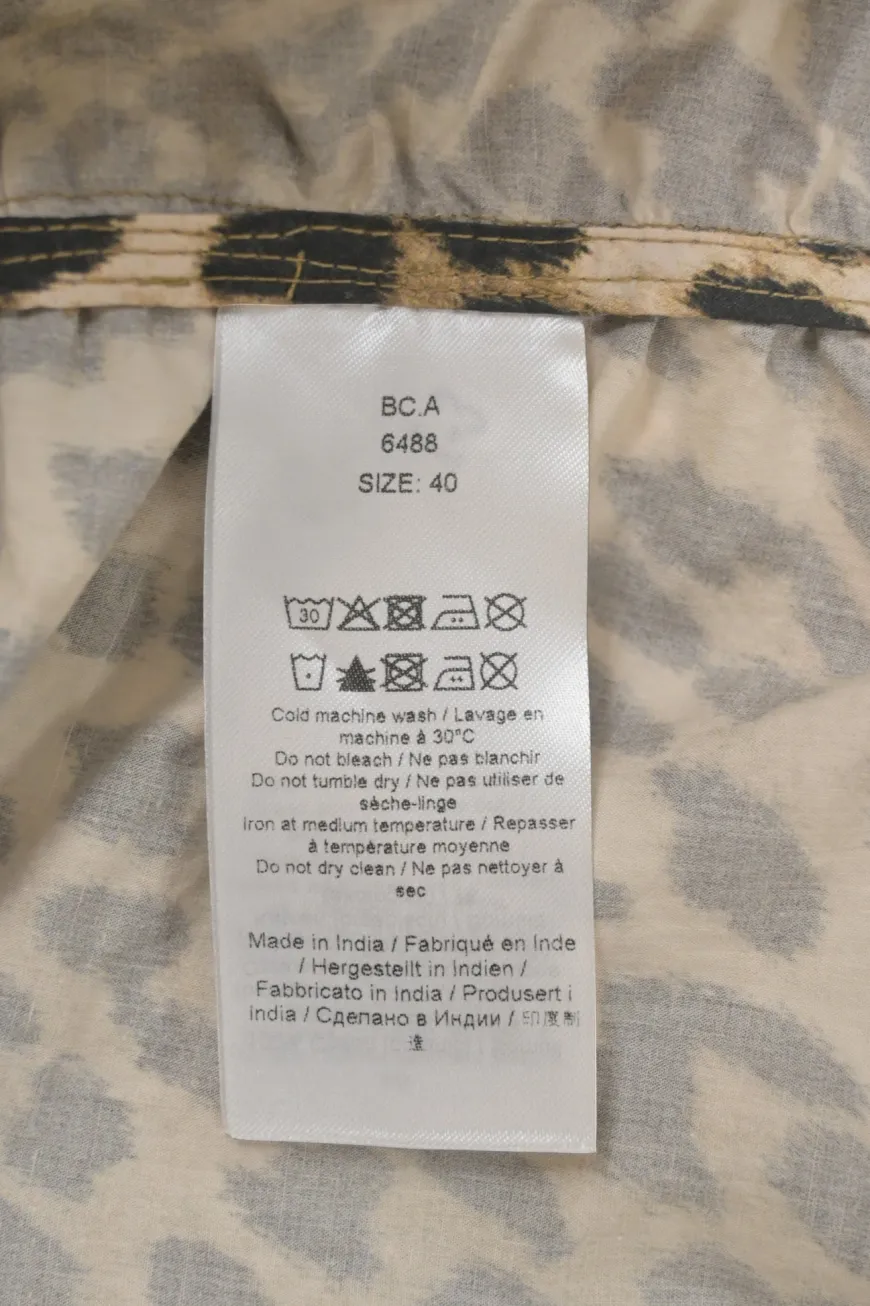 BC.A
6488
SIZE: 40
30
Cold machine wash / Lavage en
machine à 30°C
Do not bleach / Ne pas blanchir
Do not tumble dry / Ne pas utiliser de
sèche-linge
Iron at medium temperature / Repasser
à température moyenne
Do not dry clean / Ne pas nettoyer à
sec
Made in India / Fabriqué en Inde
/ Hergestellt in Indien /
Fabbricato in India / Produsert i
India / Сделано в Индии / 印度制
造